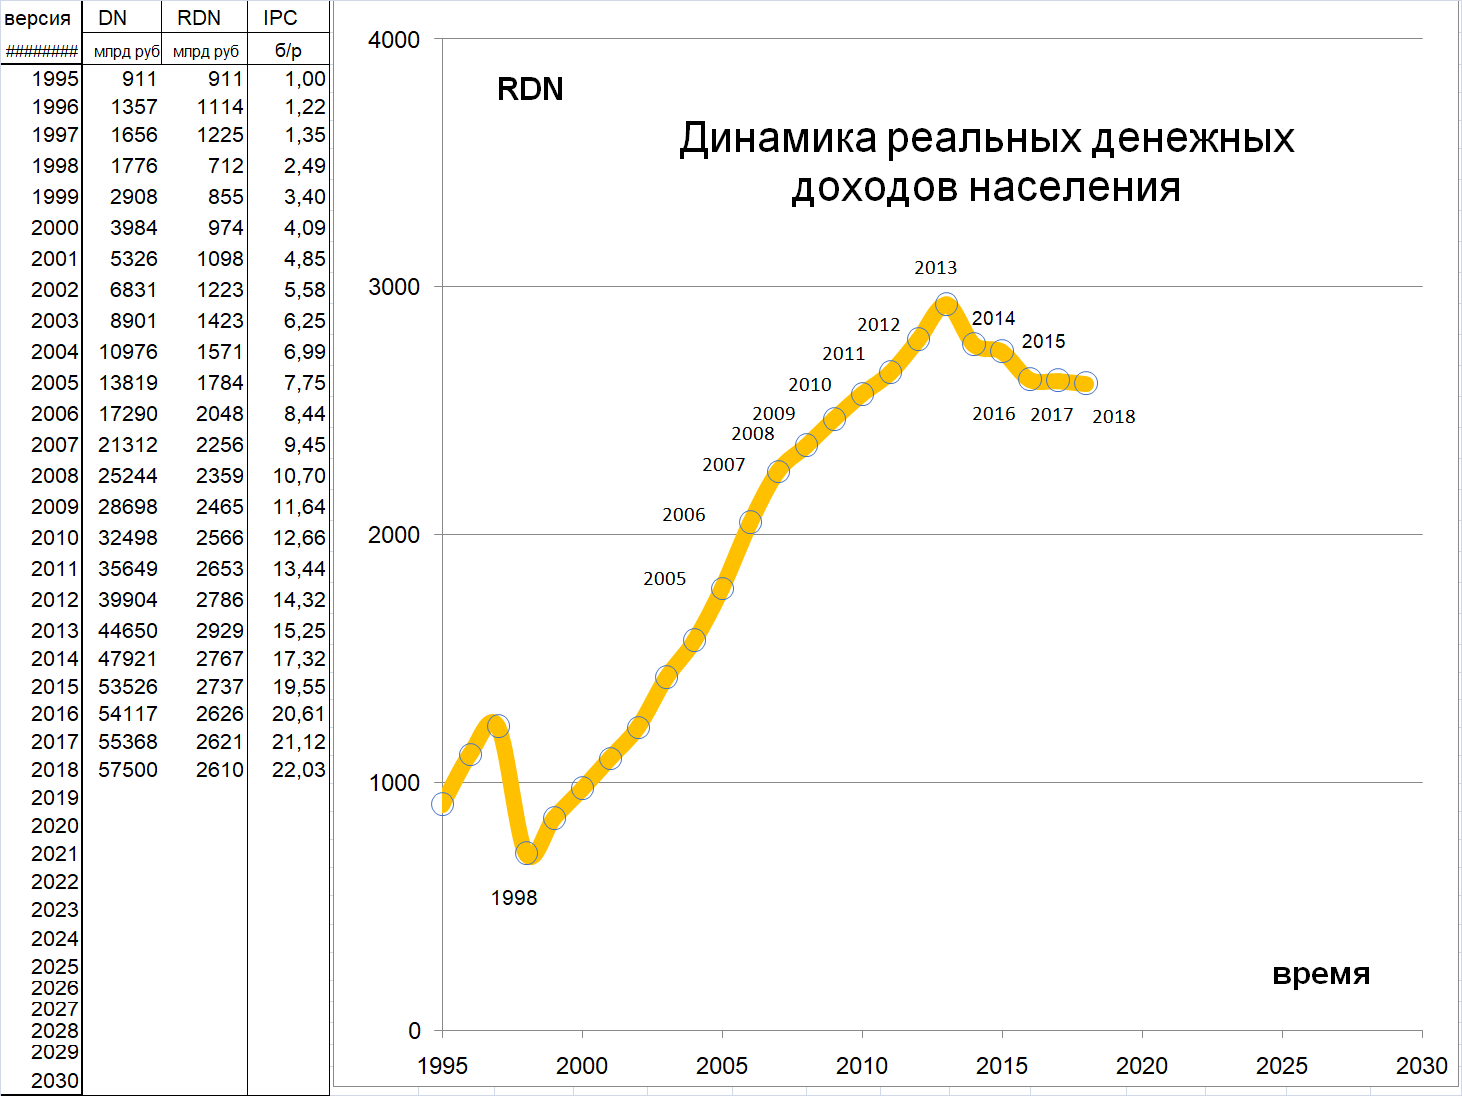 версия DN RDN IPC
######## млрд руб млрд руб б/р
1995 911 911 1,00
1996 1357 1114 1,22
1997 1656 1225 1,35
1998 1776 712 2,49
1999 2908 855 3,40
2000 3984 974 4,09
2001 5326 1098 4,85
2002 6831 1223 5,58
2003 8901 1423 6,25
2004 10976 1571 6,99
2005 13819 1784 7,75
2006 17290 2048 8,44
2007 21312 2256 9,45
2008 25244 2359 10,70
2009 28698 2465 11,64
2010 32498 2566 12,66
2011 35649 2653 13,44
2012 39904 2786 14,32
2013 44650 2929 15,25
2014 47921 2767 17,32
2015 53526 2737 19,55
2016 54117 2626 20,61
2017 55368 2621 21,12
2018 57500 2610 22,03
2019
2020
2021
2022
2023
2024
2025
2026
2027
2028
2029
2030
4000
RDN
Динамика реальных денежных
доходов населения
2013
3000
2014
2012
2015
2011
2010
2009
2016 2017 2018
2008
2007
2006
2000
2005
1000
1998
время
0
1995 2000 2005 2010 2015 2020 2025 2030